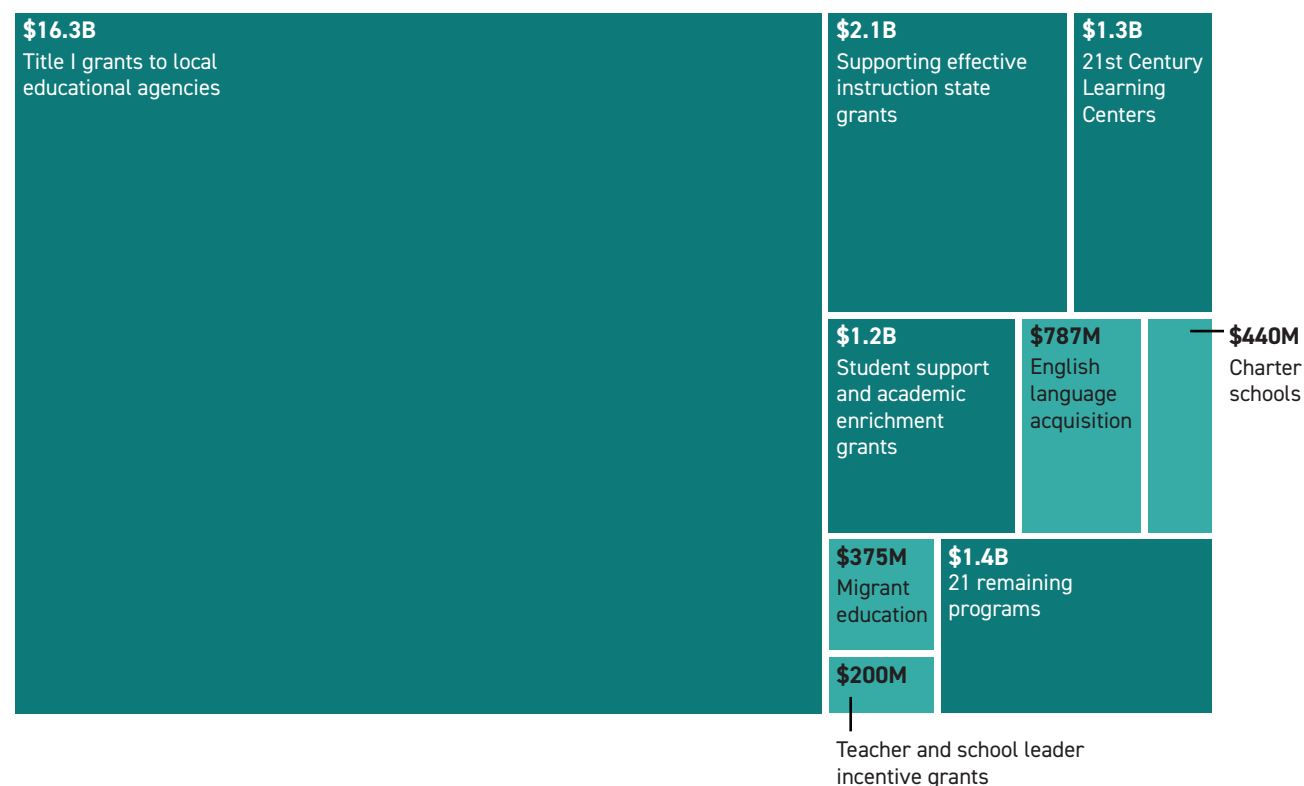 $16.3B
Title I grants to local
educational agencies
$2.1B
Supporting effective
instruction state
grants
$1.3B
21st Century
Learning
Centers
$1.2B
Student support
and academic
enrichment
grants
$787M
English
language
acquisition
$440M
Charter
schools
$375M
Migrant
education
$1.4B
21 remaining
programs
$200M
Teacher and school leader
incentive grants